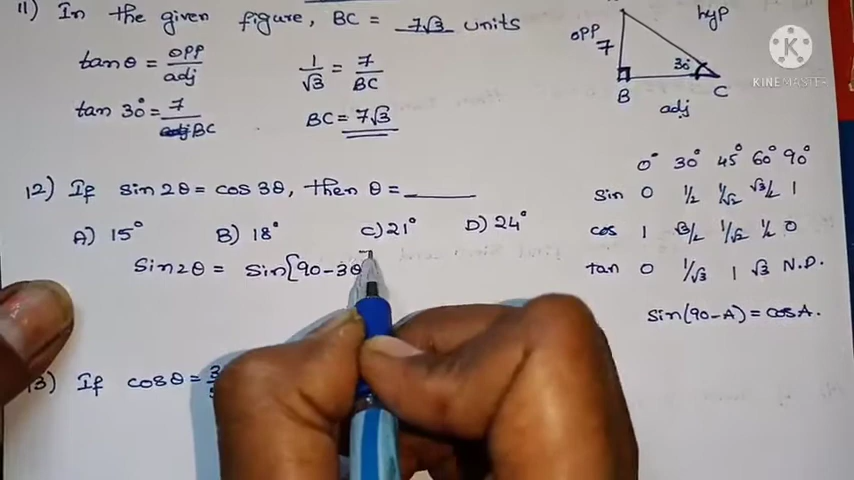 11) In the given figure, BC = 7√3 units
tanθ = opp/adj
1/√3 = 7/BC
tan 30° = 7/BC
BC = 7√3
opp
7
hyp
30°
B
C
adj
K
KINEMASTER
12) If sin 2θ = cos 3θ, then θ = ______
A) 15° B) 18° C) 21° D) 24°
Sin2θ = sin[90-3θ
0° 30° 45° 60° 90°
sin 0 1/2 1/√2 √3/2 1
cos 1 √3/2 1/√2 1/2 0
tan 0 1/√3 1 √3 N.D.
sin(90-A) = cosA.
13) If cosθ = 3